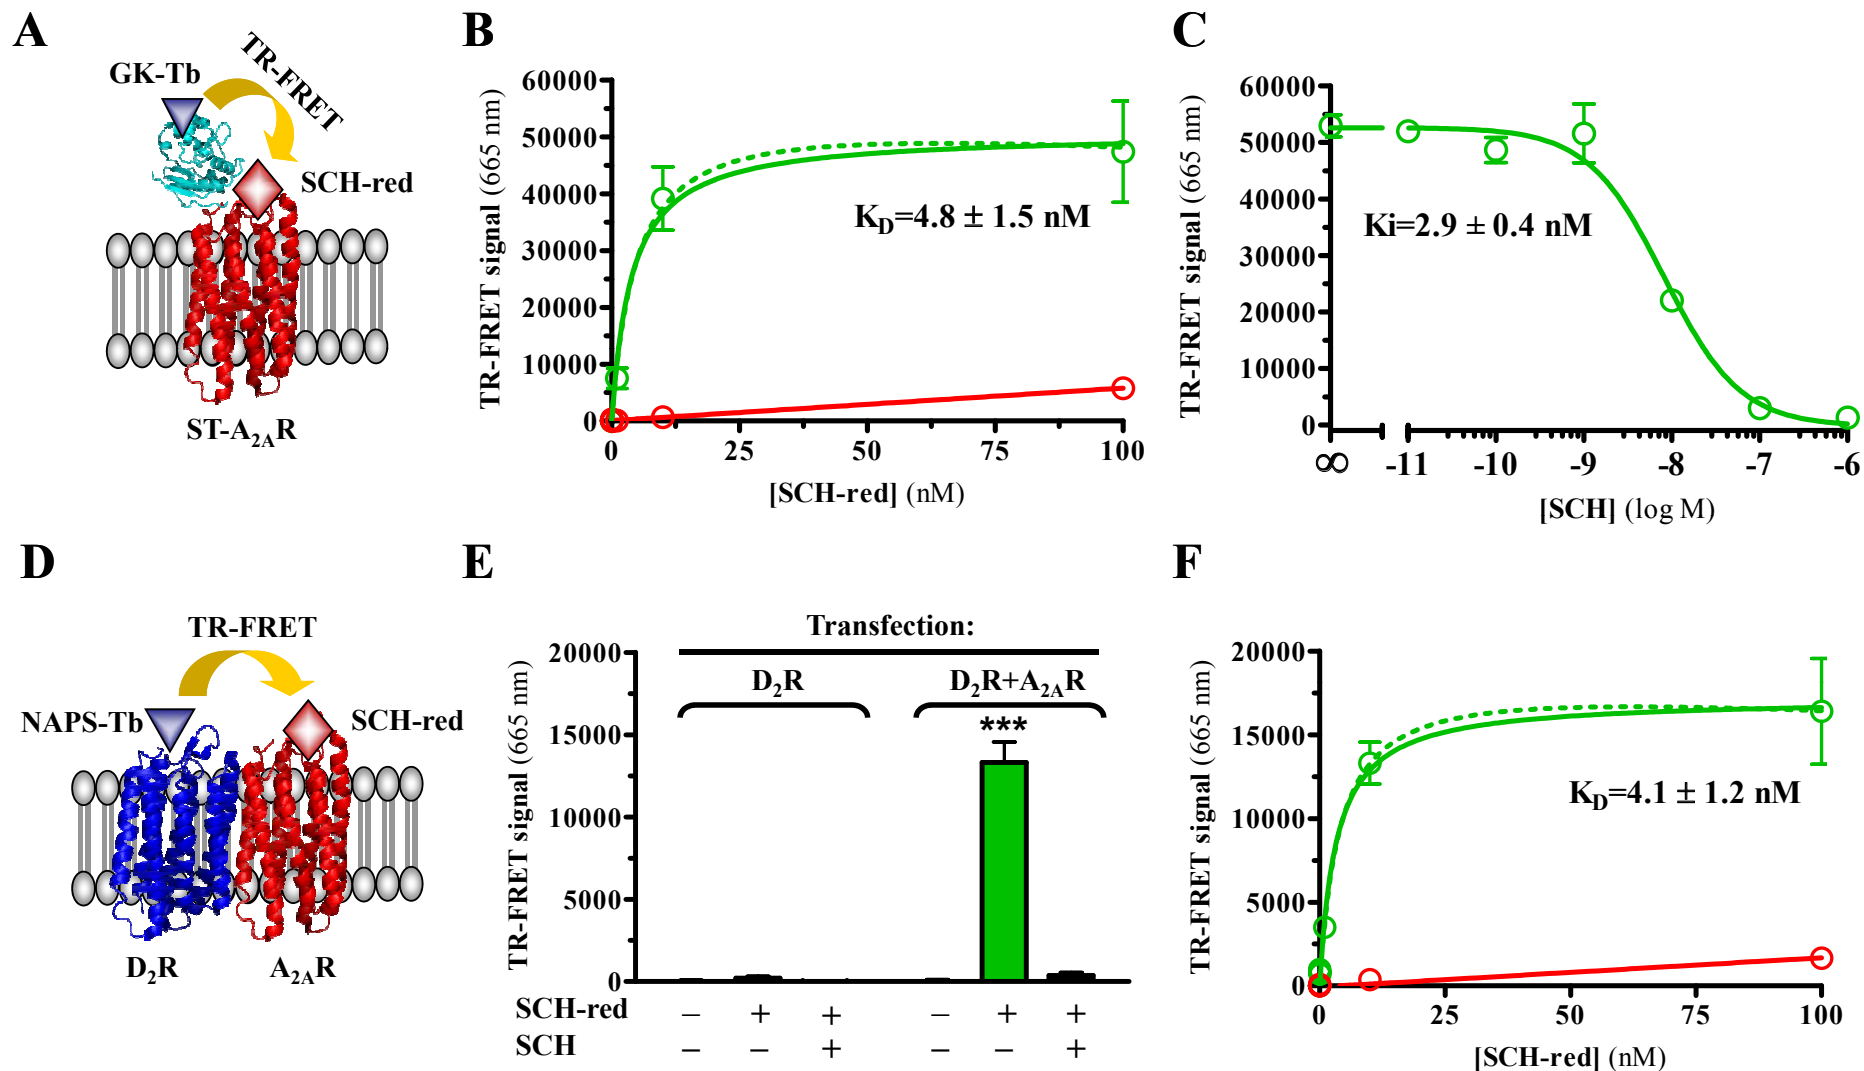 A
GK-Tb
TR-FRET
SCH-red
ST-A2AR
B
TR-FRET signal (665 nm)
60000
50000
40000
30000
20000
10000
0
KD=4.8 ± 1.5 nM
0 25 50 75 100
[SCH-red] (nM)
C
TR-FRET signal (665 nm)
60000
50000
40000
30000
20000
10000
0
Ki=2.9 ± 0.4 nM
∞ -11 -10 -9 -8 -7 -6
[SCH] (log M)
D
TR-FRET
NAPS-Tb
SCH-red
D2R A2AR
E
Transfection:
D2R D2R+A2AR
***
TR-FRET signal (665 nm)
20000
15000
10000
5000
0
SCH-red – + + – + +
SCH – – + – – +
F
TR-FRET signal (665 nm)
20000
15000
10000
5000
0
KD=4.1 ± 1.2 nM
0 25 50 75 100
[SCH-red] (nM)